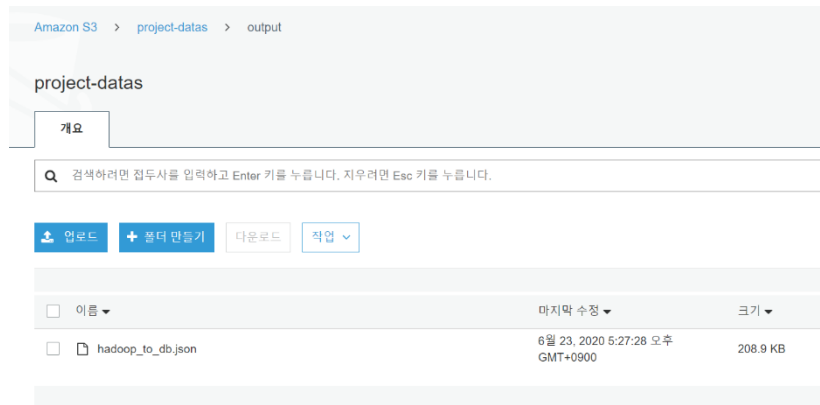 Amazon S3 > project-datas > output
project-datas
개요
검색하려면 접두사를 입력하고 Enter 키를 누릅니다. 지우려면 Esc 키를 누릅니다.
업로드 + 폴더 만들기 다운로드 작업
이름 마지막 수정 크기
hadoop_to_db.json 6월 23, 2020 5:27:28 오후 208.9 KB
GMT+0900